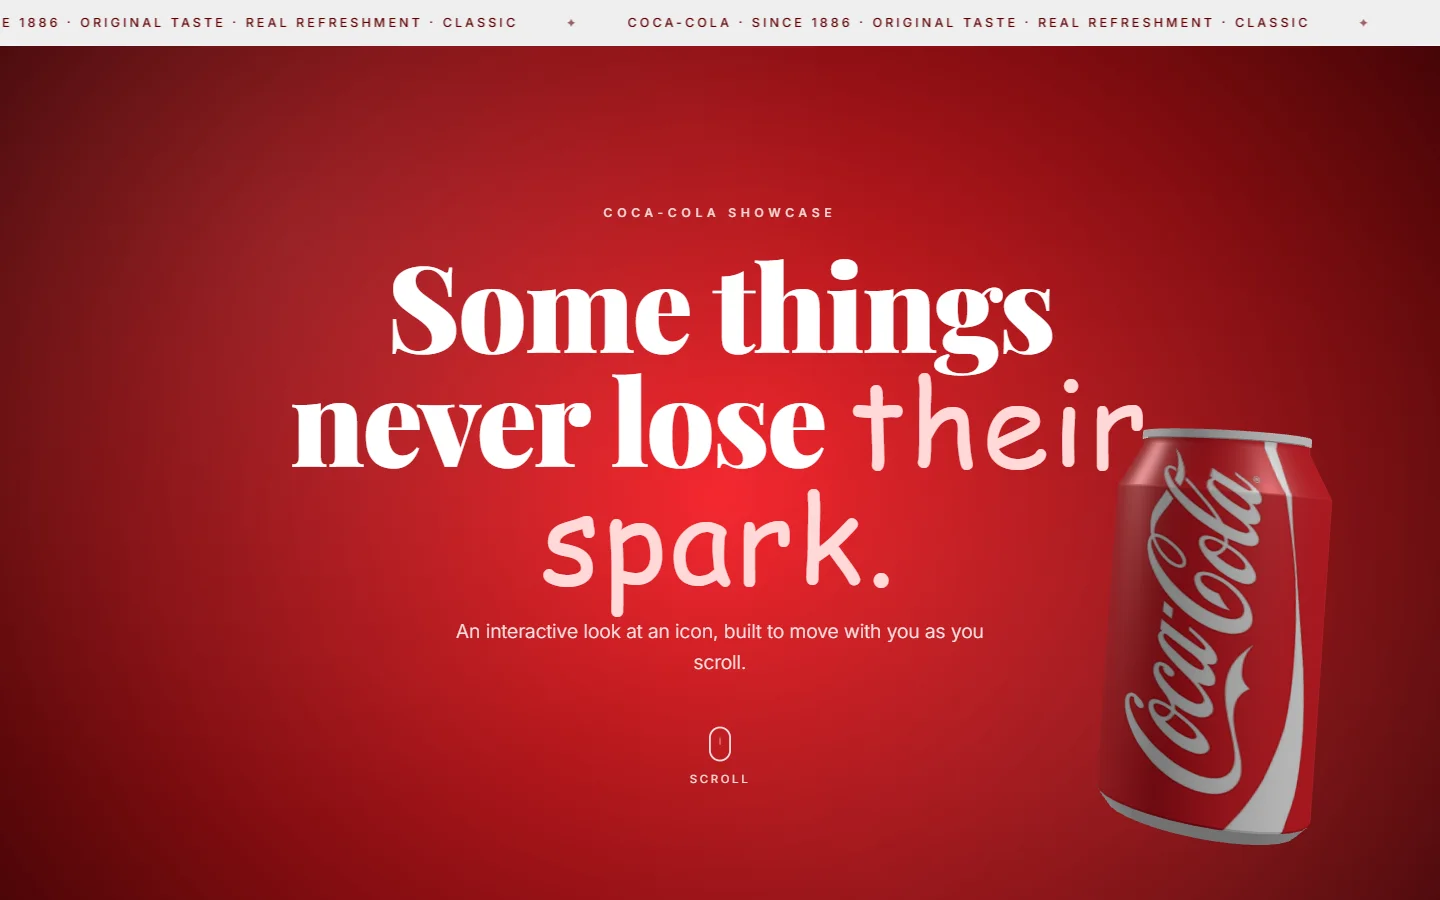 E 1886 · ORIGINAL TASTE · REAL REFRESHMENT · CLASSIC ✦ COCA-COLA · SINCE 1886 · ORIGINAL TASTE · REAL REFRESHMENT · CLASSIC ✦
COCA-COLA SHOWCASE
Some things
never lose their
spark.
An interactive look at an icon, built to move with you as you
scroll.
SCROLL
Coca-Cola®